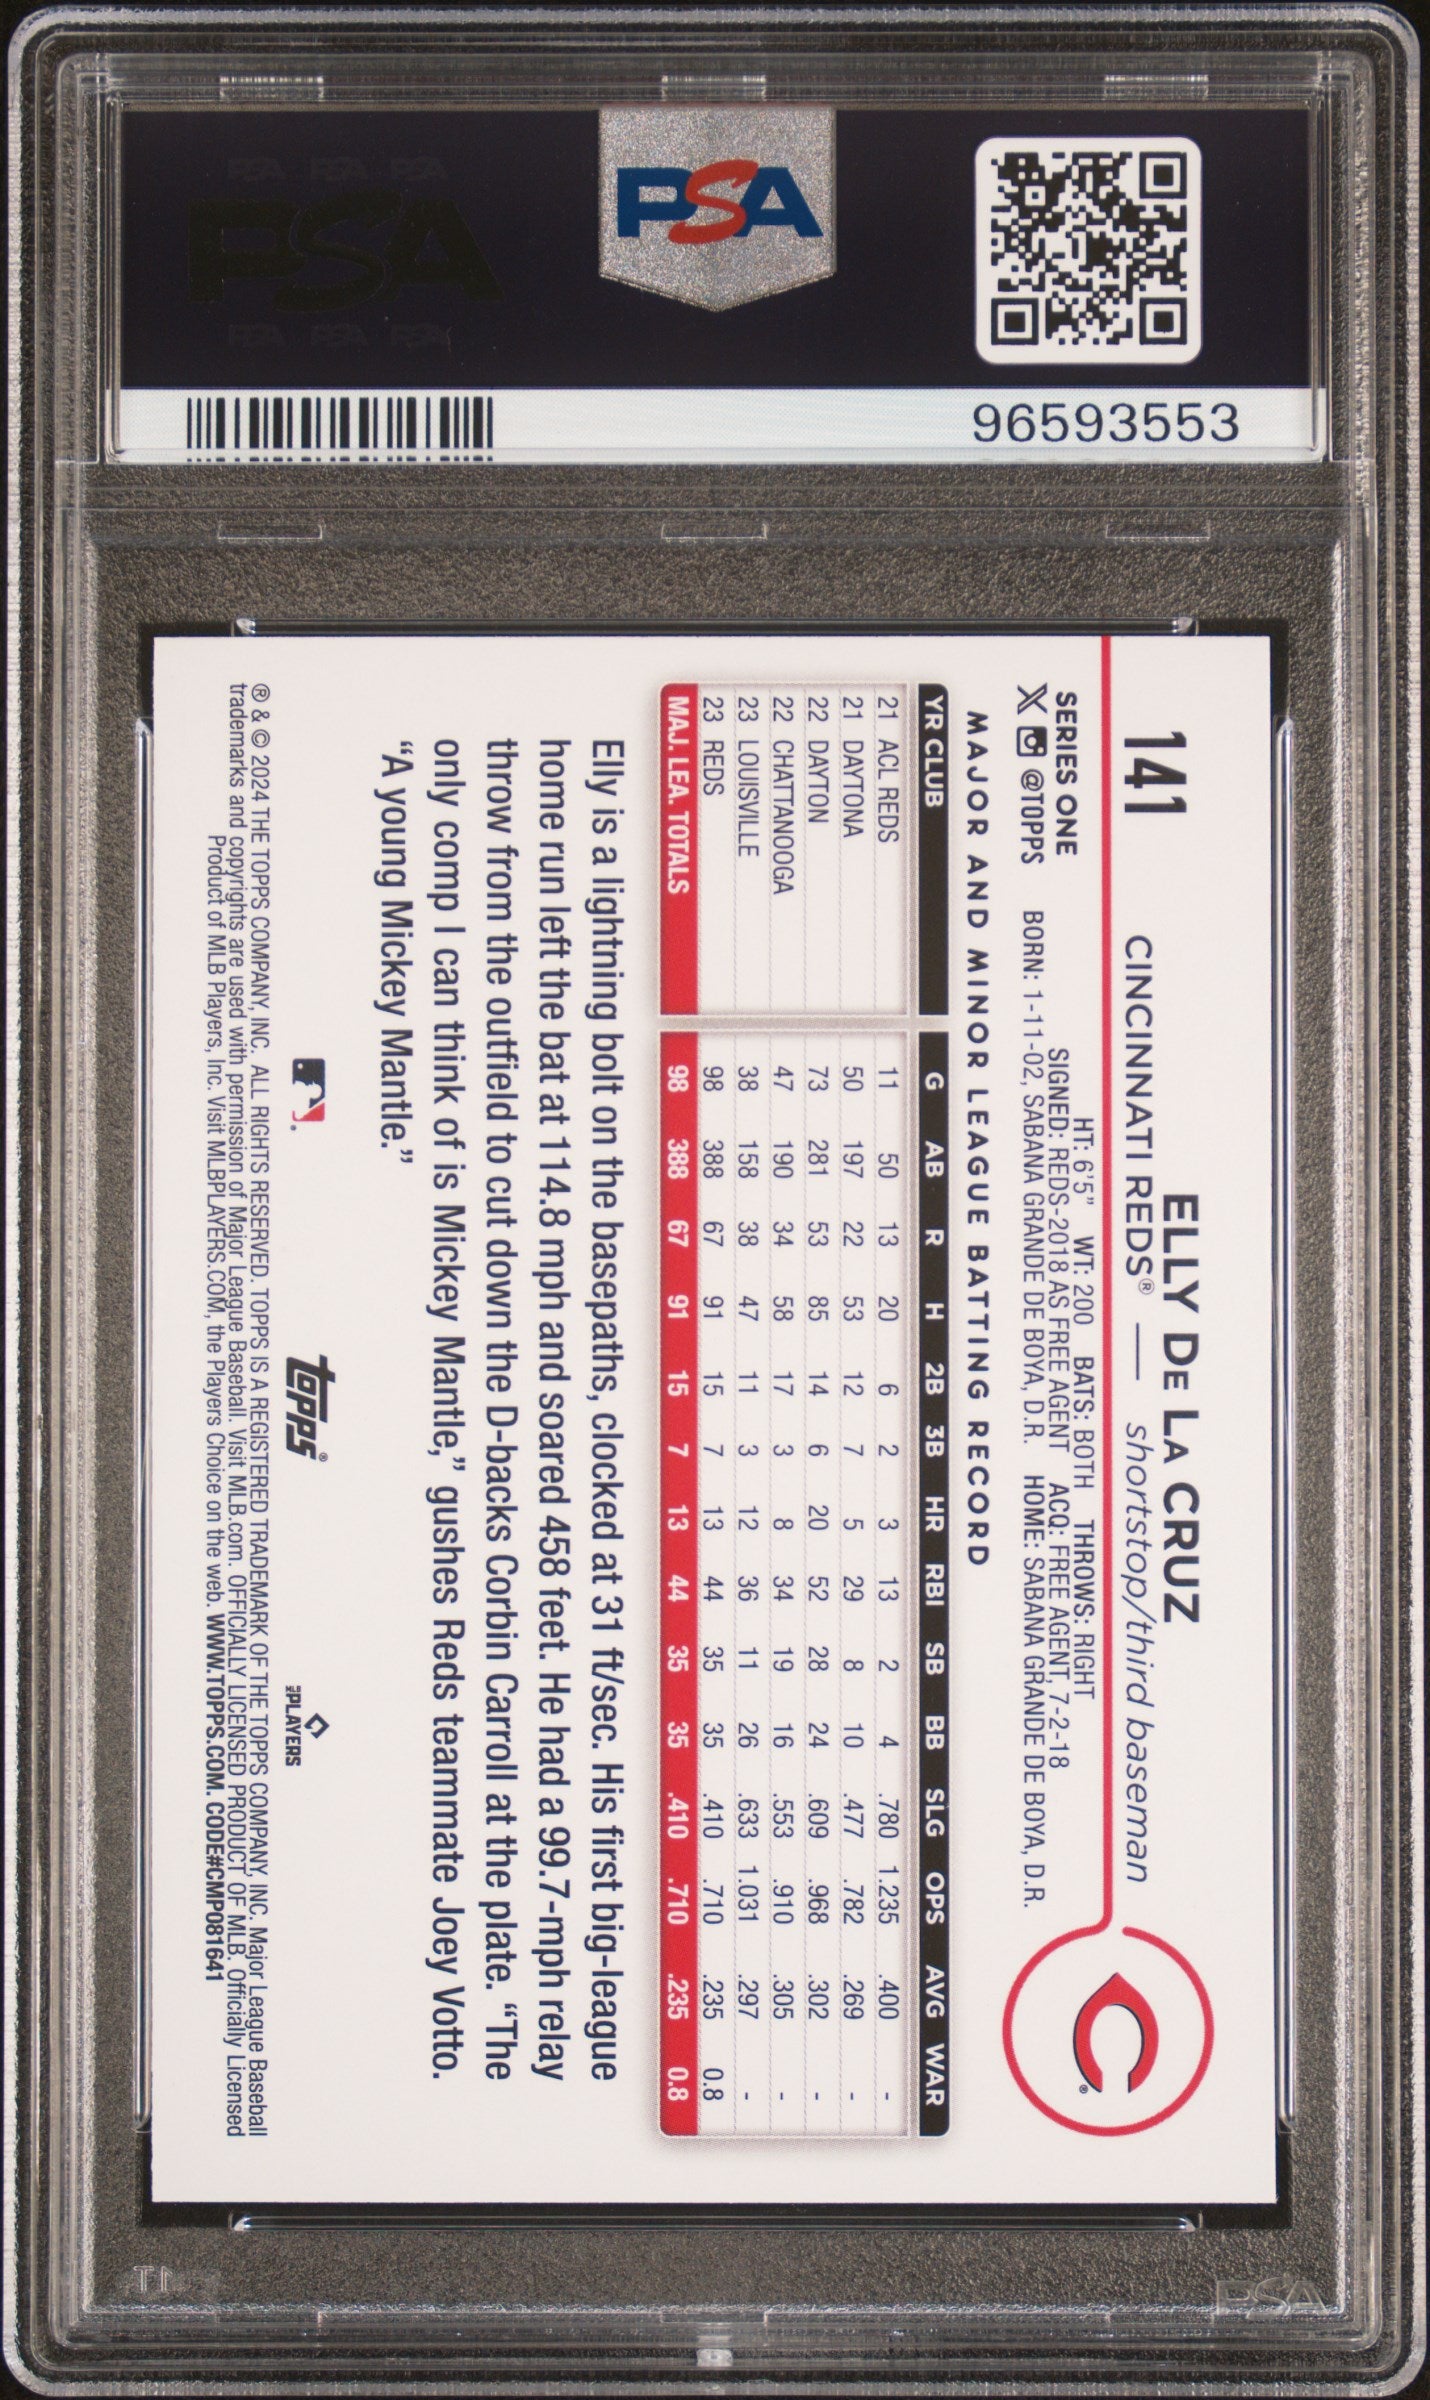 PSA
96593553
141
ELLY DE LA CRUZ
CINCINNATI REDS® — shortstop/third baseman
SERIES ONE
@TOPPS
HT: 6'5" WT: 200 BATS: BOTH THROWS: RIGHT
SIGNED: REDS-2018 AS FREE AGENT ACQ: FREE AGENT, 7-2-18
BORN: 1-11-02, SABANA GRANDE DE BOYA, D.R. HOME: SABANA GRANDE DE BOYA, D.R.
C®
MAJOR AND MINOR LEAGUE BATTING RECORD
YR CLUB G AB R H 2B 3B HR RBI SB BB SLG OPS AVG WAR
21 ACL REDS 11 50 13 20 6 2 3 13 2 4 .780 1.235 .400 -
21 DAYTONA 50 197 22 53 12 7 5 29 8 10 .477 .782 .269 -
22 DAYTON 73 281 53 85 14 6 20 52 28 24 .609 .968 .302 -
22 CHATTANOOGA 47 190 34 58 17 3 8 34 19 16 .553 .910 .305 -
23 LOUISVILLE 38 158 38 47 11 3 12 36 11 26 .633 1.031 .297 -
23 REDS 98 388 67 91 15 7 13 44 35 35 .410 .710 .235 0.8
MAJ. LEA. TOTALS 98 388 67 91 15 7 13 44 35 35 .410 .710 .235 0.8
Elly is a lightning bolt on the basepaths, clocked at 31 ft/sec. His first big-league
home run left the bat at 114.8 mph and soared 458 feet. He had a 99.7-mph relay
throw from the outfield to cut down the D-backs Corbin Carroll at the plate. “The
only comp I can think of is Mickey Mantle,” gushes Reds teammate Joey Votto.
“A young Mickey Mantle.”
topps®
PLAYERS
® & © 2024 THE TOPPS COMPANY, INC. ALL RIGHTS RESERVED. TOPPS IS A REGISTERED TRADEMARK OF THE TOPPS COMPANY, INC. Major League Baseball
trademarks and copyrights are used with permission of Major League Baseball. Visit MLB.com. OFFICIALLY LICENSED PRODUCT OF MLB. Officially Licensed
Product of MLB Players, Inc. Visit MLBPLAYERS.COM, the Players Choice on the web. WWW.TOPPS.COM. CODE#CMP081641
PSA